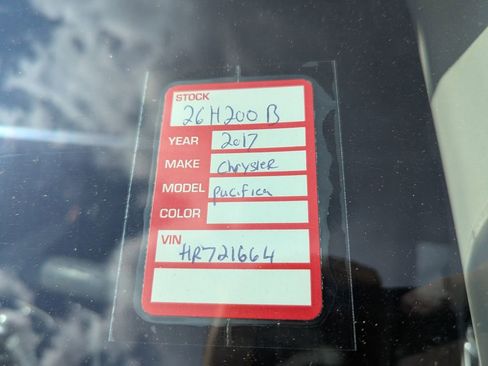 STOCK
26H200B
YEAR 2017
MAKE Chrysler
MODEL Pacifica
COLOR
VIN
HR721664